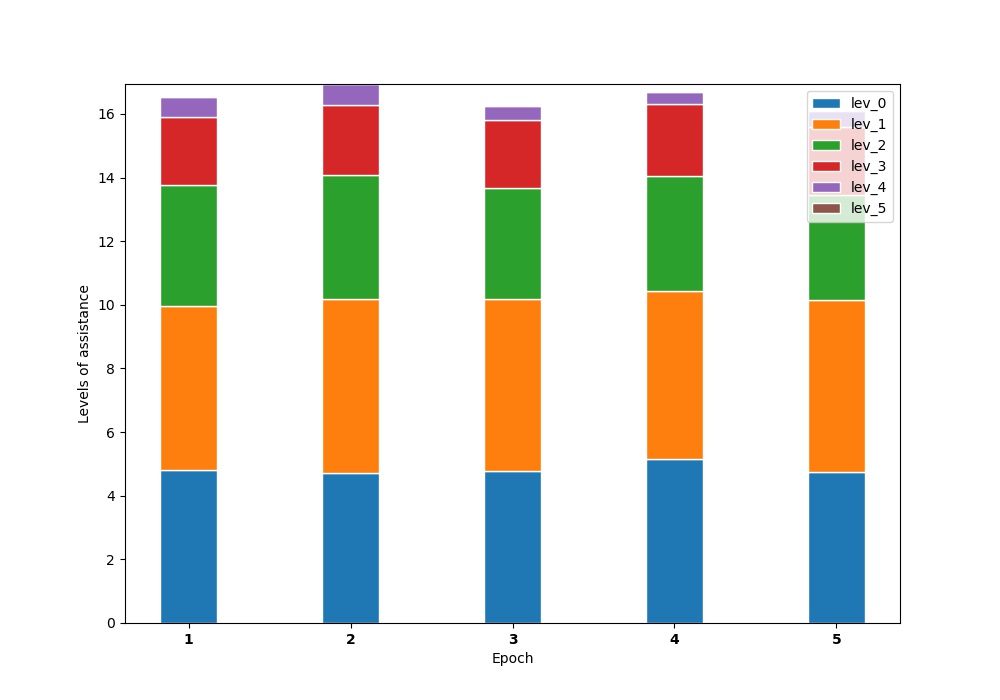 16
14
12
10
8
6
4
2
0
Levels of assistance
lev_0
lev_1
lev_2
lev_3
lev_4
lev_5
1 2 3 4 5
Epoch